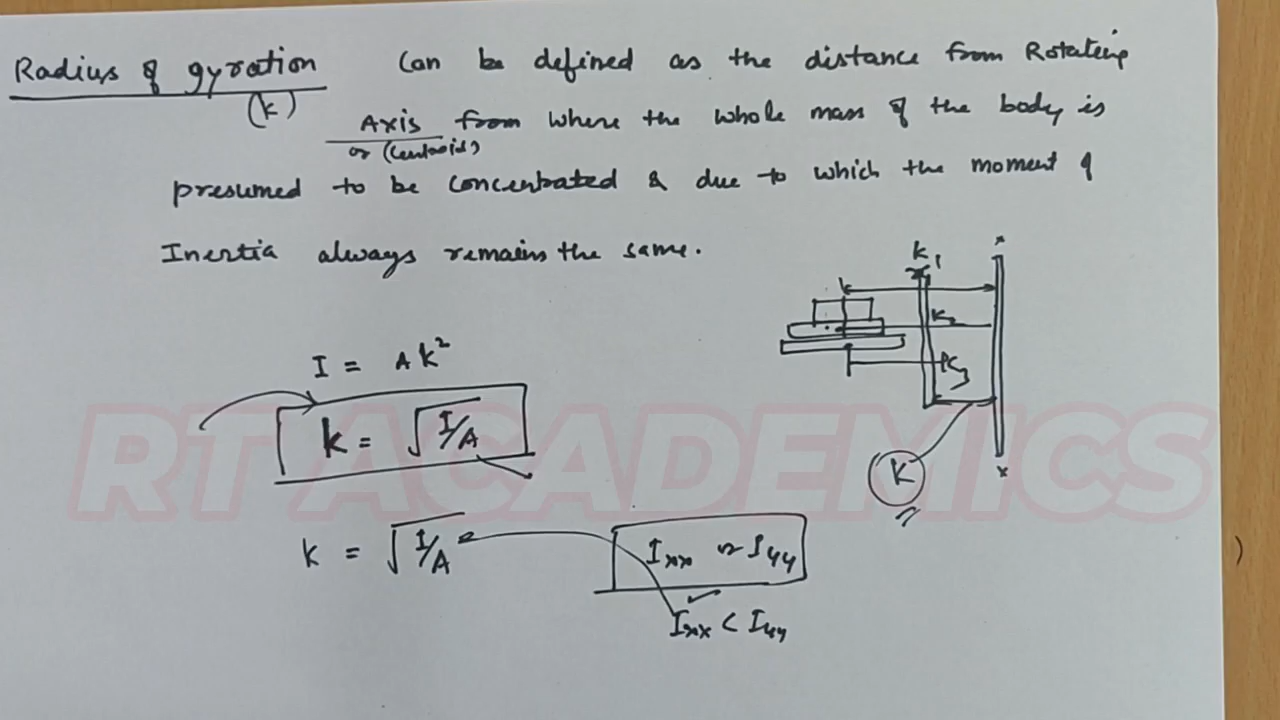 Radius of gyration Can be defined as the distance from Rotating
(k) Axis from where the whole mass of the body is
or (Centroid)
presumed to be concentrated & due to which the moment of
Inertia always remains the same.
k1
x
K2
K3
I = Ak²
k = √I/A
K
x
k = √I/A
Ixx or Iyy
Ixx < Iyy
RT ACADEMICS